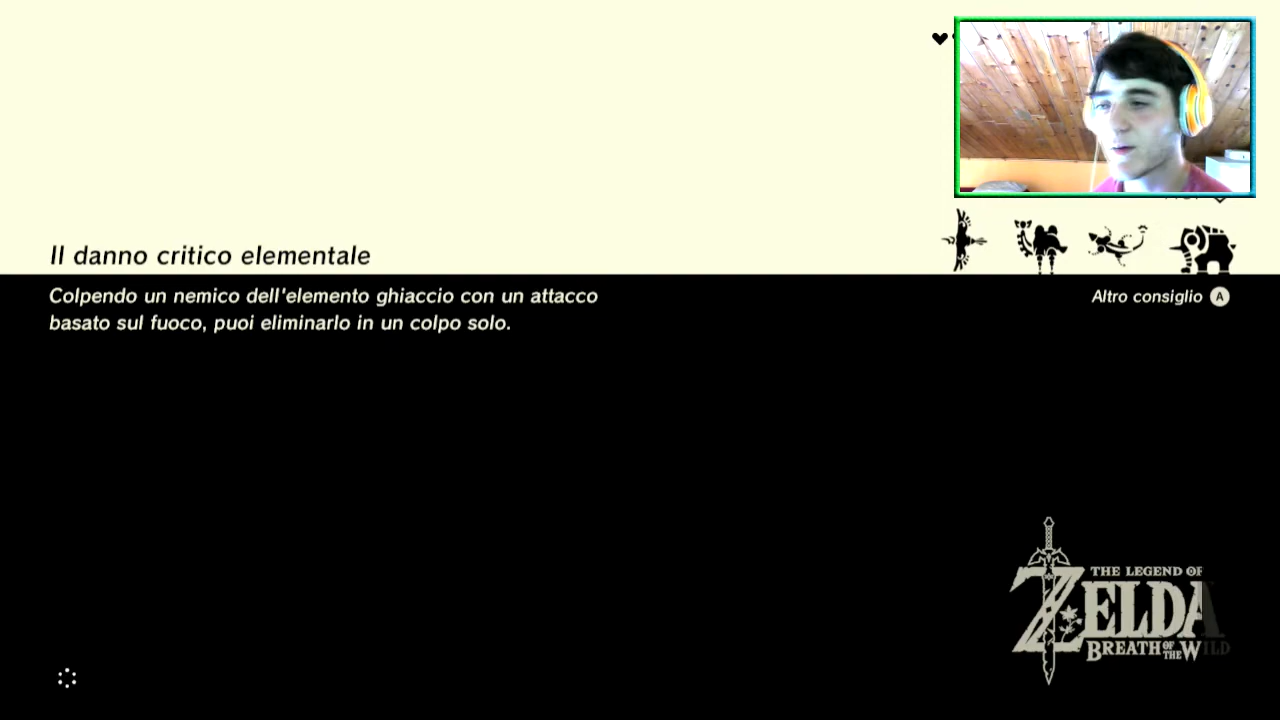 Il danno critico elementale
Colpendo un nemico dell'elemento ghiaccio con un attacco
basato sul fuoco, puoi eliminarlo in un colpo solo.
Altro consiglio A
THE LEGEND OF
ZELDA
BREATH OF THE WILD